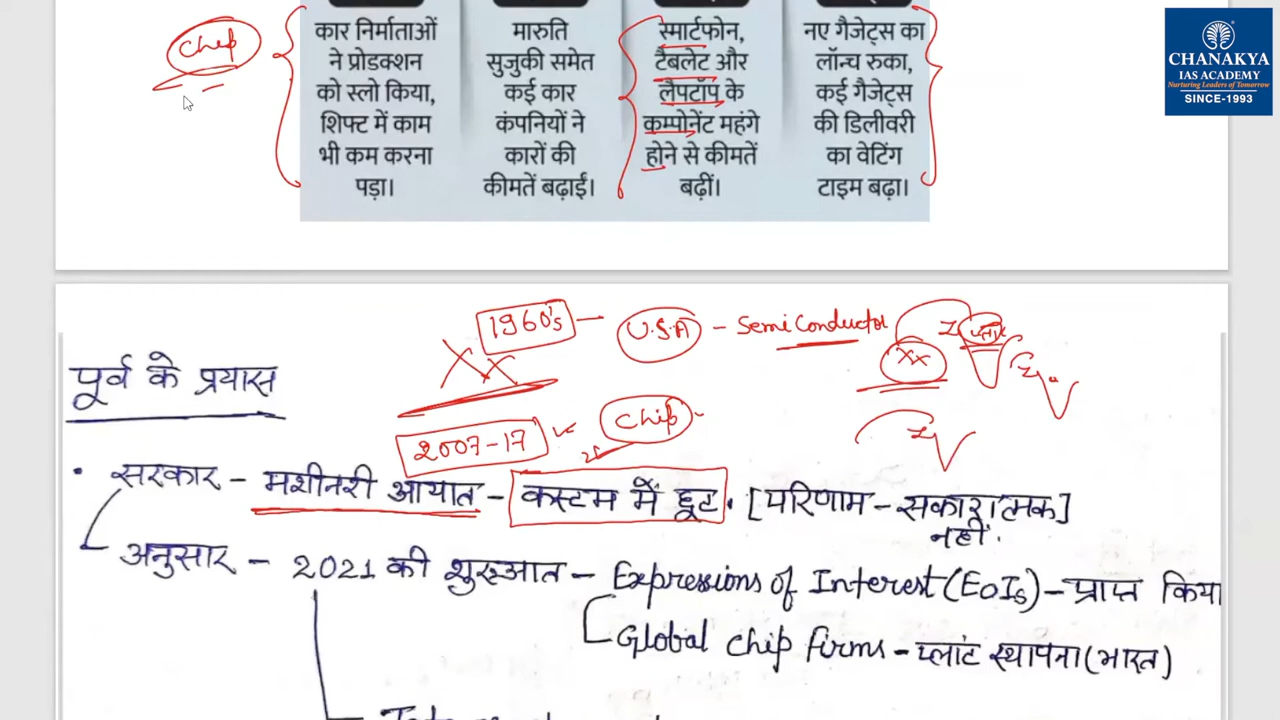 Chip
कार निर्माताओं
ने प्रोडक्शन
को स्लो किया,
शिफ्ट में काम
भी कम करना
पड़ा।
मारुति
सुजुकी समेत
कई कार
कंपनियों ने
कारों की
कीमतें बढ़ाईं।
स्मार्टफोन,
टैबलेट और
लैपटॉप के
कम्पोनेंट महंगे
होने से कीमतें
बढ़ीं।
नए गैजेट्स का
लॉन्च रुका,
कई गैजेट्स
की डिलीवरी
का वेटिंग
टाइम बढ़ा।
CHANAKYA
IAS ACADEMY
Nurturing Leaders of Tomorrow
SINCE-1993
1960's – U.S.A – Semiconductor
पूर्व के प्रयास
2007-17
Chip
सरकार – मशीनरी आयात – कस्टम में छूट. [परिणाम – सकारात्मक]
नहीं.
अनुसार – 2021 की शुरुआत – Expressions of Interest (EoIs) – प्राप्त किया
Global chip firms – प्लांट स्थापना (भारत)